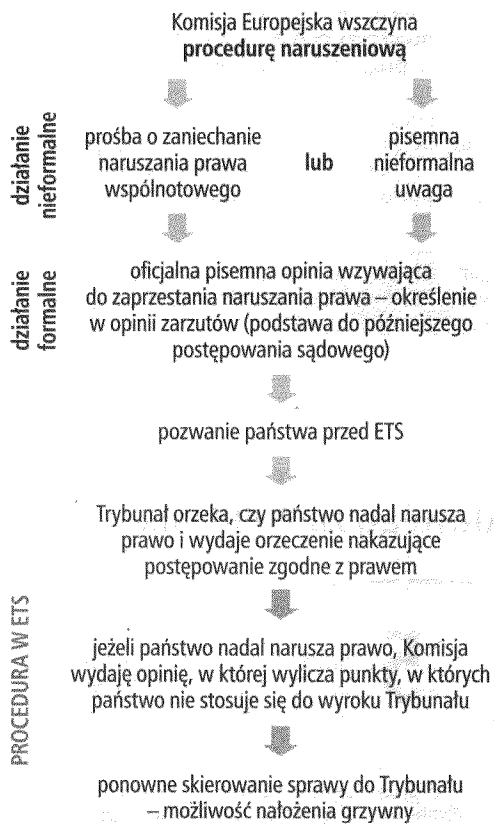 Komisja Europejska wszczyna
procedurę naruszeniową
działanie
nieformalne
prośba o zaniechanie
naruszania prawa
wspólnotowego
lub
pisemna
nieformalna
uwaga
działanie
formalne
oficjalna pisemna opinia wzywająca
do zaprzestania naruszania prawa – określenie
w opinii zarzutów (podstawa do późniejszego
postępowania sądowego)
pozwanie państwa przed ETS
PROCEDURA W ETS
Trybunał orzeka, czy państwo nadal narusza
prawo i wydaje orzeczenie nakazujące
postępowanie zgodne z prawem
jeżeli państwo nadal narusza prawo, Komisja
wydaję opinię, w której wylicza punkty, w których
państwo nie stosuje się do wyroku Trybunału
ponowne skierowanie sprawy do Trybunału
– możliwość nałożenia grzywny